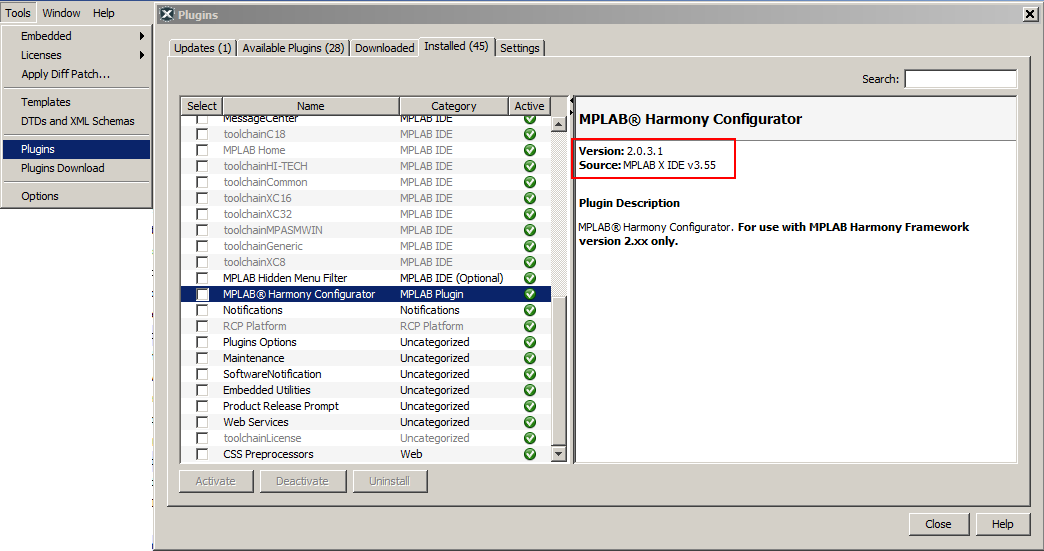 Tools Window Help
Embedded
Licenses
Apply Diff Patch...
Templates
DTDs and XML Schemas
Plugins
Plugins Download
Options
Plugins
Updates (1) Available Plugins (28) Downloaded Installed (45) Settings
Search:
Select Name Category Active
MessageCenter MPLAB IDE
toolchainC18 MPLAB IDE
MPLAB Home MPLAB IDE
toolchainHI-TECH MPLAB IDE
toolchainCommon MPLAB IDE
toolchainXC16 MPLAB IDE
toolchainXC32 MPLAB IDE
toolchainMPASMWIN MPLAB IDE
toolchainGeneric MPLAB IDE
toolchainXC8 MPLAB IDE
MPLAB Hidden Menu Filter MPLAB IDE (Optional)
MPLAB® Harmony Configurator MPLAB Plugin
Notifications Notifications
RCP Platform RCP Platform
Plugins Options Uncategorized
Maintenance Uncategorized
SoftwareNotification Uncategorized
Embedded Utilities Uncategorized
Product Release Prompt Uncategorized
Web Services Uncategorized
toolchainLicense Uncategorized
CSS Preprocessors Web
MPLAB® Harmony Configurator
Version: 2.0.3.1
Source: MPLAB X IDE v3.55
Plugin Description
MPLAB® Harmony Configurator. For use with MPLAB Harmony Framework
version 2.xx only.
Activate Deactivate Uninstall
Close Help